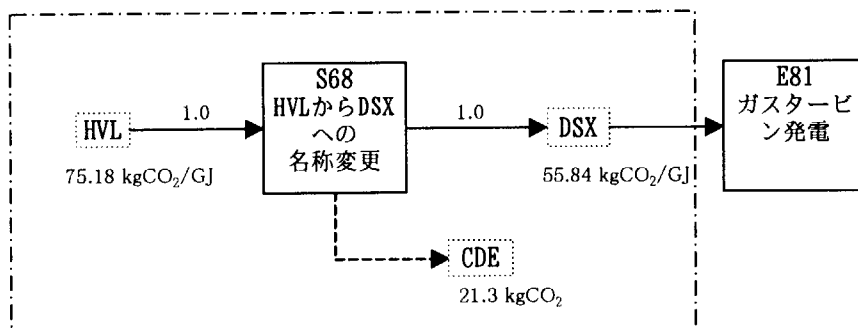 S68
HVLからDSX
への
名称変更
1.0
1.0
HVL
DSX
E81
ガスタービ
ン発電
75.18 kgCO₂/GJ
55.84 kgCO₂/GJ
CDE
21.3 kgCO₂